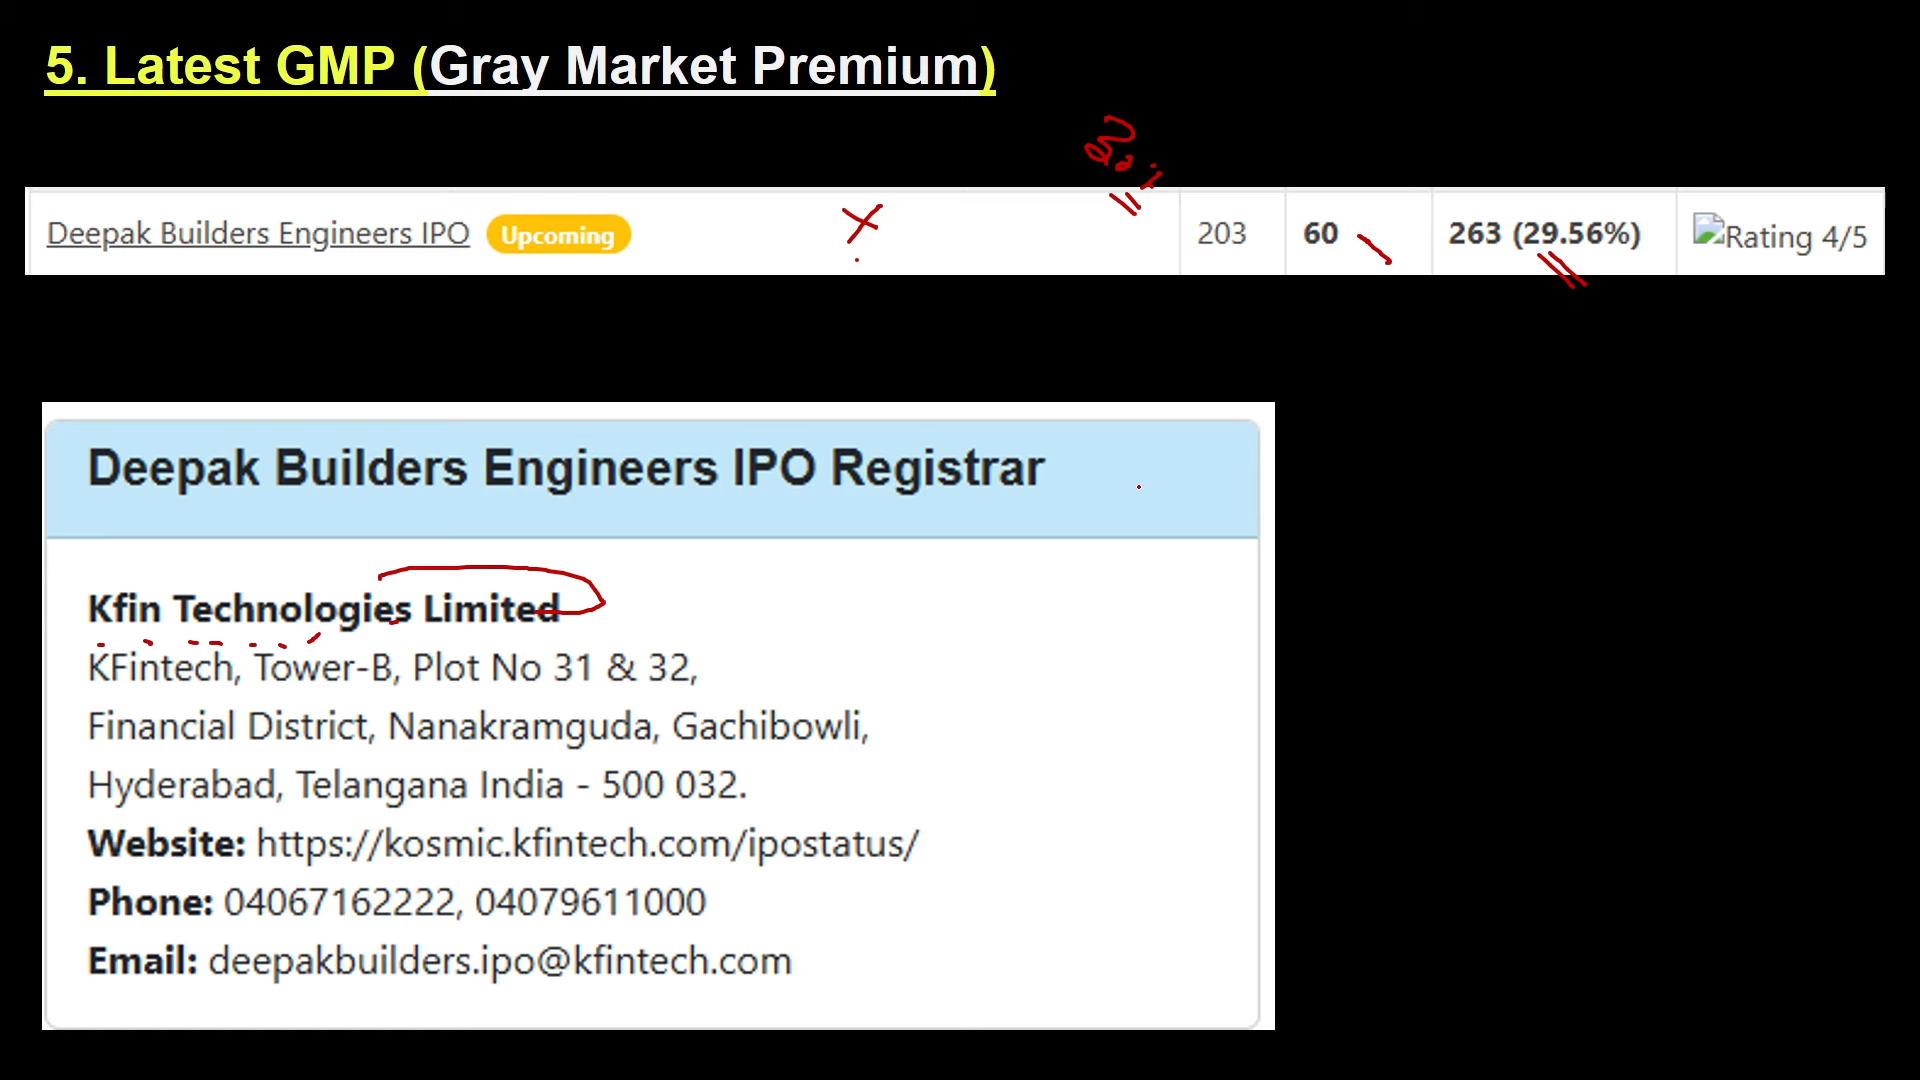 5. Latest GMP (Gray Market Premium)
Deepak Builders Engineers IPO Upcoming 203 60 263 (29.56%) Rating 4/5
Deepak Builders Engineers IPO Registrar
Kfin Technologies Limited
KFintech, Tower-B, Plot No 31 & 32,
Financial District, Nanakramguda, Gachibowli,
Hyderabad, Telangana India - 500 032.
Website: https://kosmic.kfintech.com/ipostatus/
Phone: 04067162222, 04079611000
Email: deepakbuilders.ipo@kfintech.com